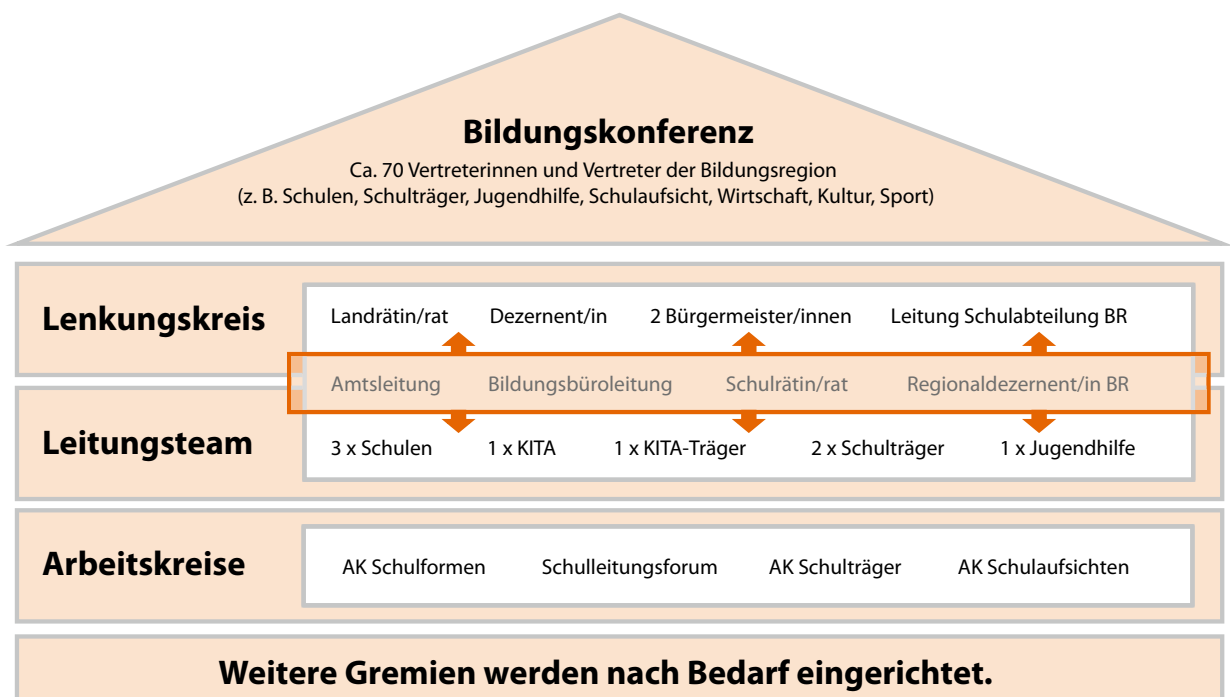 Bildungskonferenz
Ca. 70 Vertreterinnen und Vertreter der Bildungsregion
(z. B. Schulen, Schulträger, Jugendhilfe, Schulaufsicht, Wirtschaft, Kultur, Sport)
Lenkungskreis
Landrätin/rat Dezernent/in 2 Bürgermeister/innen Leitung Schulabteilung BR
Amtsleitung Bildungsbüroleitung Schulrätin/rat Regionaldezernent/in BR
Leitungsteam
3 x Schulen 1 x KITA 1 x KITA-Träger 2 x Schulträger 1 x Jugendhilfe
Arbeitskreise
AK Schulformen Schulleitungsforum AK Schulträger AK Schulaufsichten
Weitere Gremien werden nach Bedarf eingerichtet.